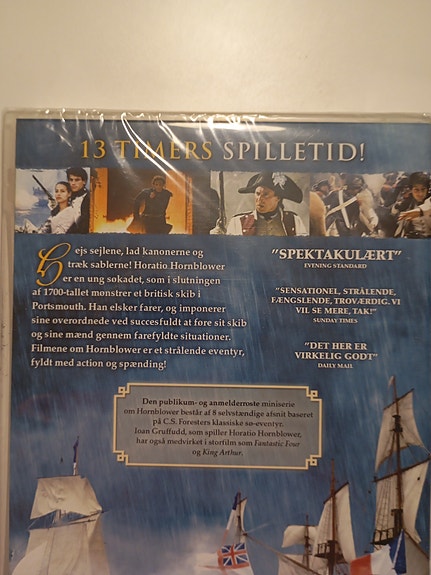 13 TIMERS SPILLETID!
Hejs sejlene, lad kanonerne og
træk sablerne! Horatio Hornblower
er en ung søkadet, som i slutningen
af 1700-tallet mønstrer et britisk skib i
Portsmouth. Han elsker farer, og imponerer
sine overordnede ved succesfuldt at føre sit skib
og sine mænd gennem farefyldte situationer.
Filmene om Hornblower er et strålende eventyr,
fyldt med action og spænding!
"SPEKTAKULÆRT"
EVENING STANDARD
"SENSATIONEL, STRÅLENDE,
FÆNGSLENDE, TROVÆRDIG. VI
VIL SE MERE, TAK!"
SUNDAY TIMES
"DET HER ER
VIRKELIG GODT"
DAILY MAIL
Den publikum- og anmelderroste miniserie
om Hornblower består af 8 selvstændige afsnit baseret
på C.S. Foresters klassiske sø-eventyr.
Ioan Gruffudd, som spiller Horatio Hornblower,
har også medvirket i storfilm som Fantastic Four
og King Arthur.